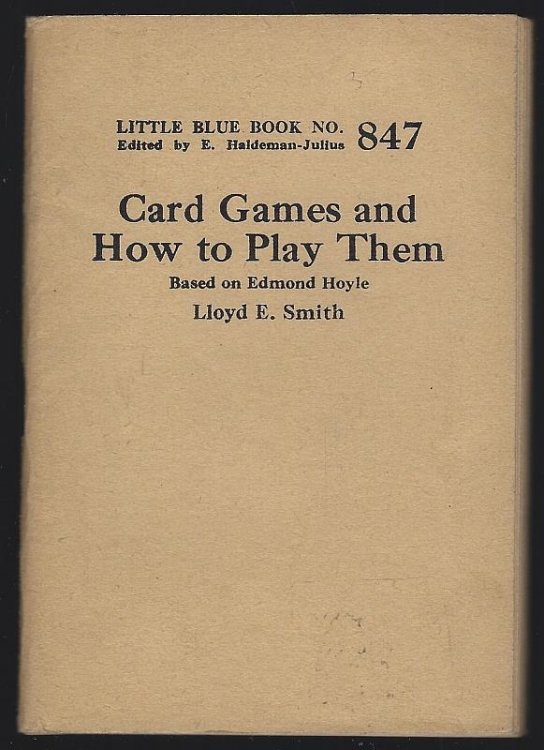 LITTLE BLUE BOOK NO. 847
Edited by E. Haldeman-Julius
Card Games and
How to Play Them
Based on Edmond Hoyle
Lloyd E. Smith